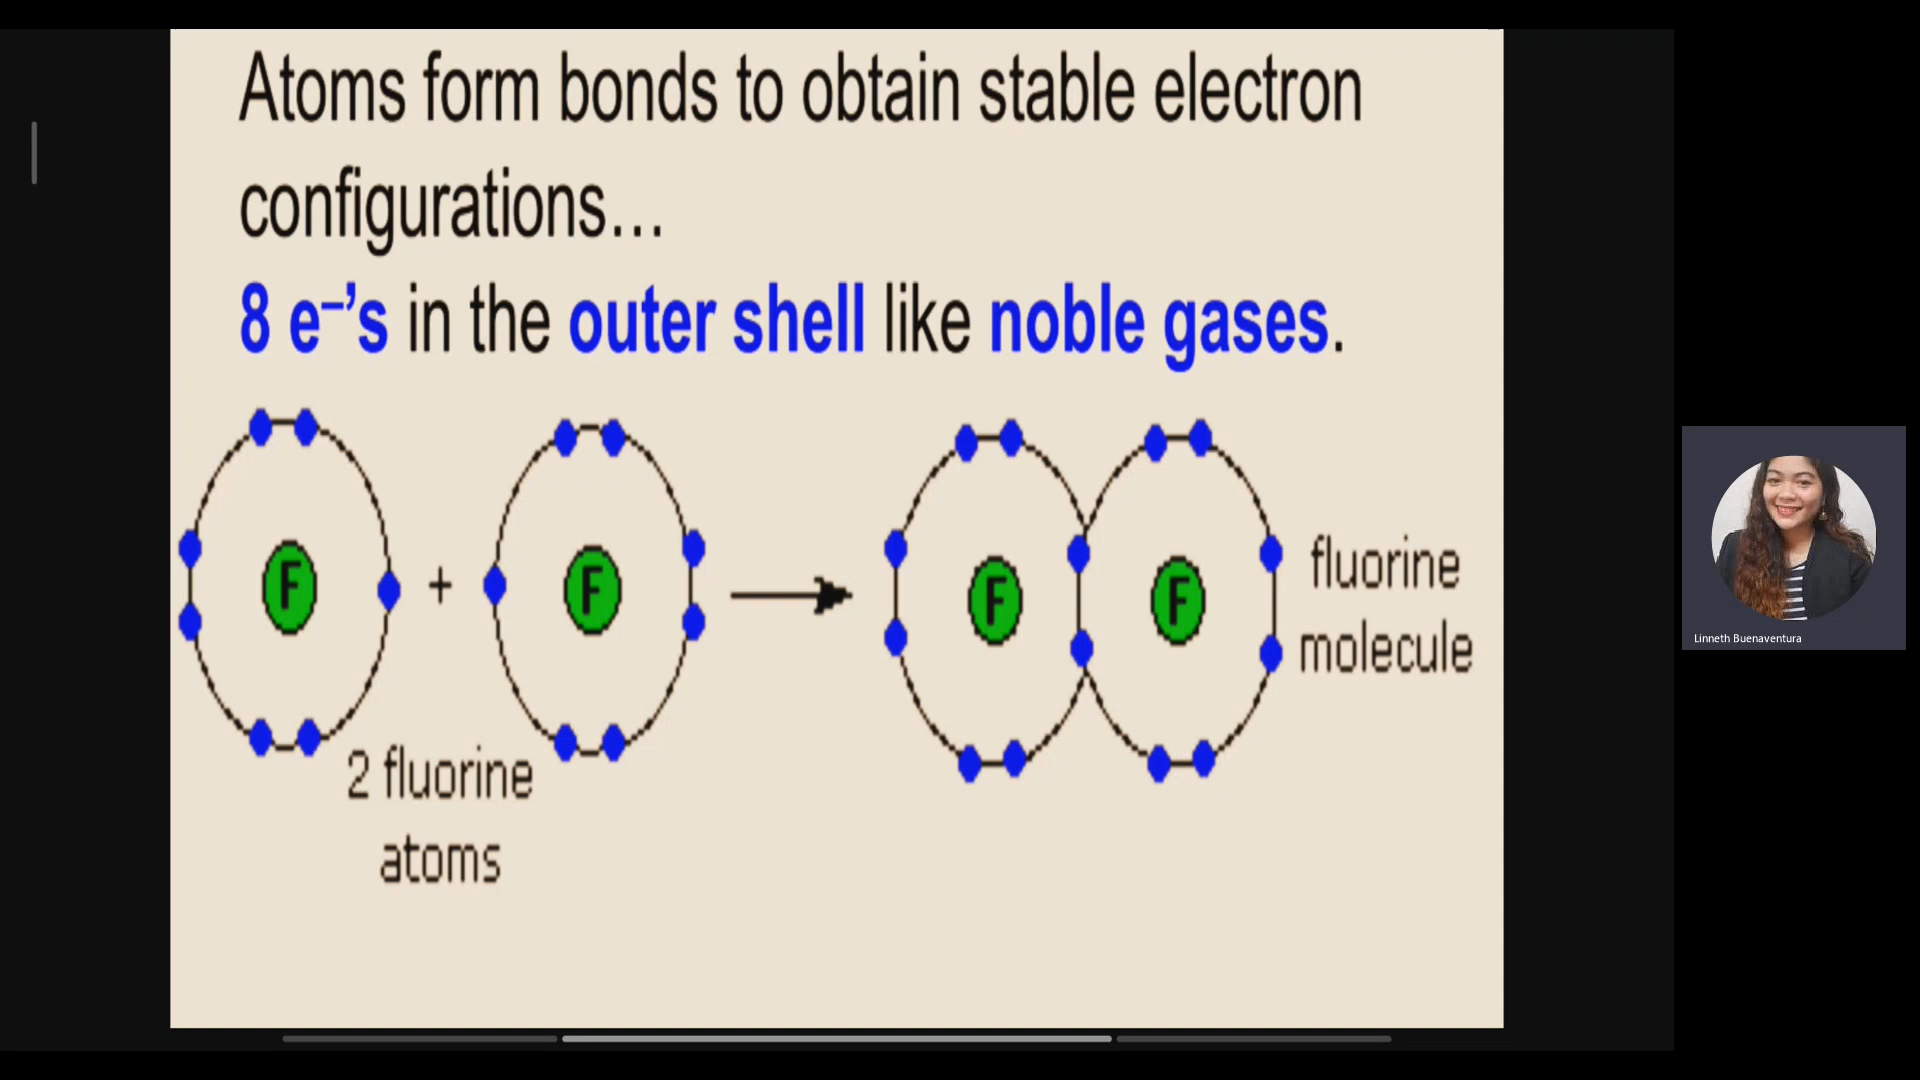 Atoms form bonds to obtain stable electron
configurations…
8 e–’s in the outer shell like noble gases.
F
+
F
F
F
fluorine
molecule
2 fluorine
atoms
Linneth Buenaventura